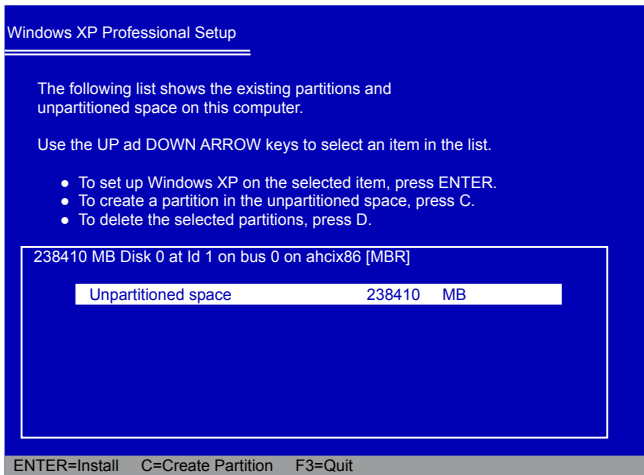 Windows XP Professional Setup
The following list shows the existing partitions and
unpartitioned space on this computer.
Use the UP ad DOWN ARROW keys to select an item in the list.
● To set up Windows XP on the selected item, press ENTER.
● To create a partition in the unpartitioned space, press C.
● To delete the selected partitions, press D.
238410 MB Disk 0 at Id 1 on bus 0 on ahcix86 [MBR]
Unpartitioned space 238410 MB
ENTER=Install C=Create Partition F3=Quit